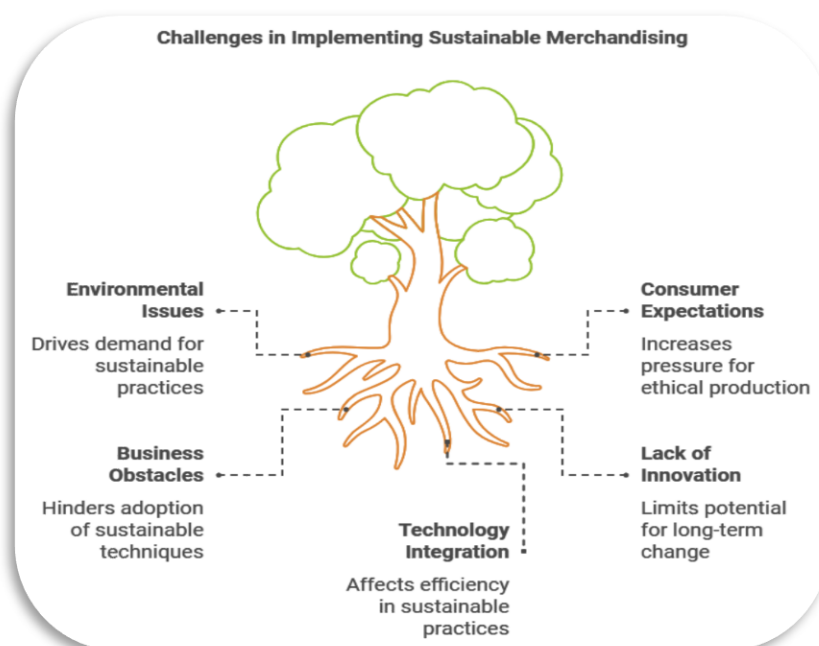 Challenges in Implementing Sustainable Merchandising
Environmental
Issues
Drives demand for
sustainable
practices
Consumer
Expectations
Increases
pressure for
ethical production
Business
Obstacles
Hinders adoption
of sustainable
techniques
Lack of
Innovation
Limits potential
for long-term
change
Technology
Integration
Affects efficiency
in sustainable
practices